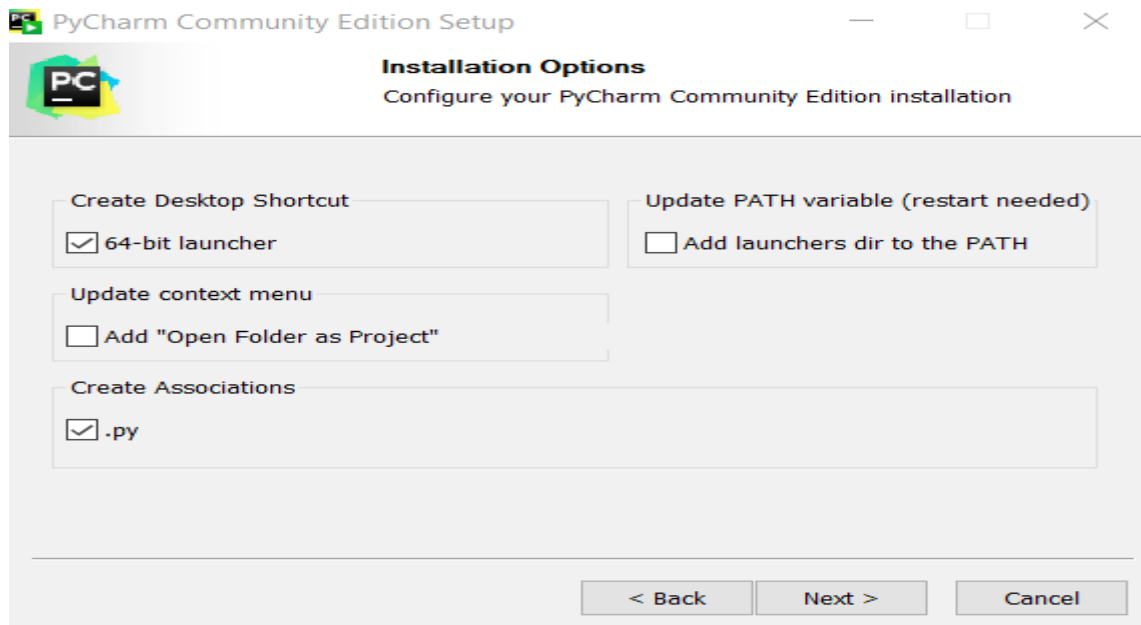 PyCharm Community Edition Setup
PC
Installation Options
Configure your PyCharm Community Edition installation
Create Desktop Shortcut
64-bit launcher
Update PATH variable (restart needed)
Add launchers dir to the PATH
Update context menu
Add "Open Folder as Project"
Create Associations
.py
< Back
Next >
Cancel